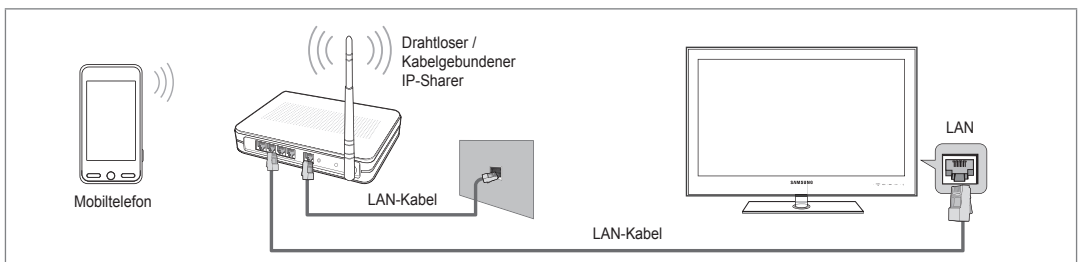 Drahtloser /
Kabelgebundener
IP-Sharer
LAN
SAMSUNG
Mobiltelefon
LAN-Kabel
LAN-Kabel